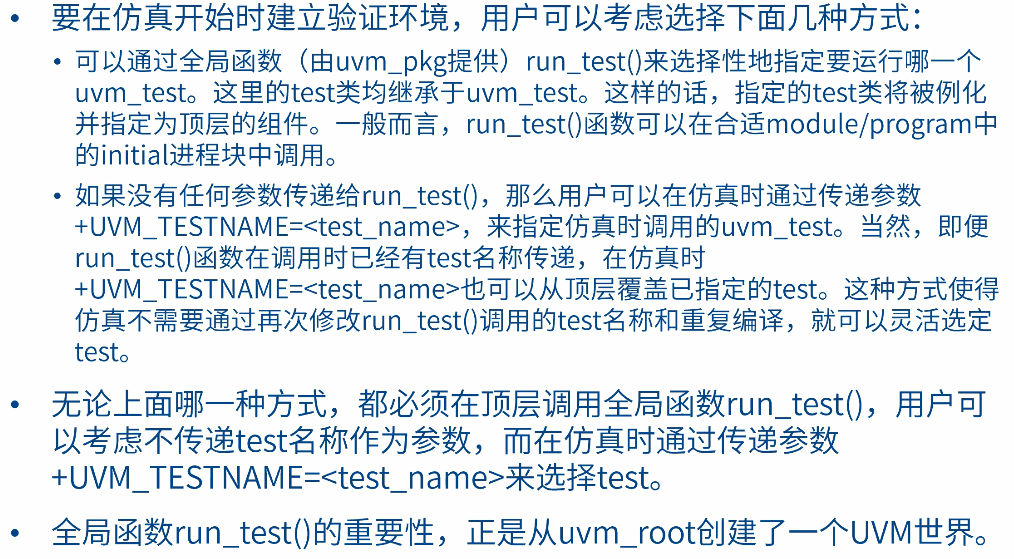 • 要在仿真开始时建立验证环境，用户可以考虑选择下面几种方式：
• 可以通过全局函数（由uvm_pkg提供）run_test()来选择性地指定要运行哪一个
uvm_test。这里的test类均继承于uvm_test。这样的话，指定的test类将被例化
并指定为顶层的组件。一般而言，run_test()函数可以在合适module/program中
的initial进程块中调用。
• 如果没有任何参数传递给run_test()，那么用户可以在仿真时通过传递参数
+UVM_TESTNAME=<test_name>，来指定仿真时调用的uvm_test。当然，即便
run_test()函数在调用时已经有test名称传递，在仿真时
+UVM_TESTNAME=<test_name>也可以从顶层覆盖已指定的test。这种方式使得
仿真不需要通过再次修改run_test()调用的test名称和重复编译，就可以灵活选定
test。
• 无论上面哪一种方式，都必须在顶层调用全局函数run_test()，用户可
以考虑不传递test名称作为参数，而在仿真时通过传递参数
+UVM_TESTNAME=<test_name>来选择test。
• 全局函数run_test()的重要性，正是从uvm_root创建了一个UVM世界。